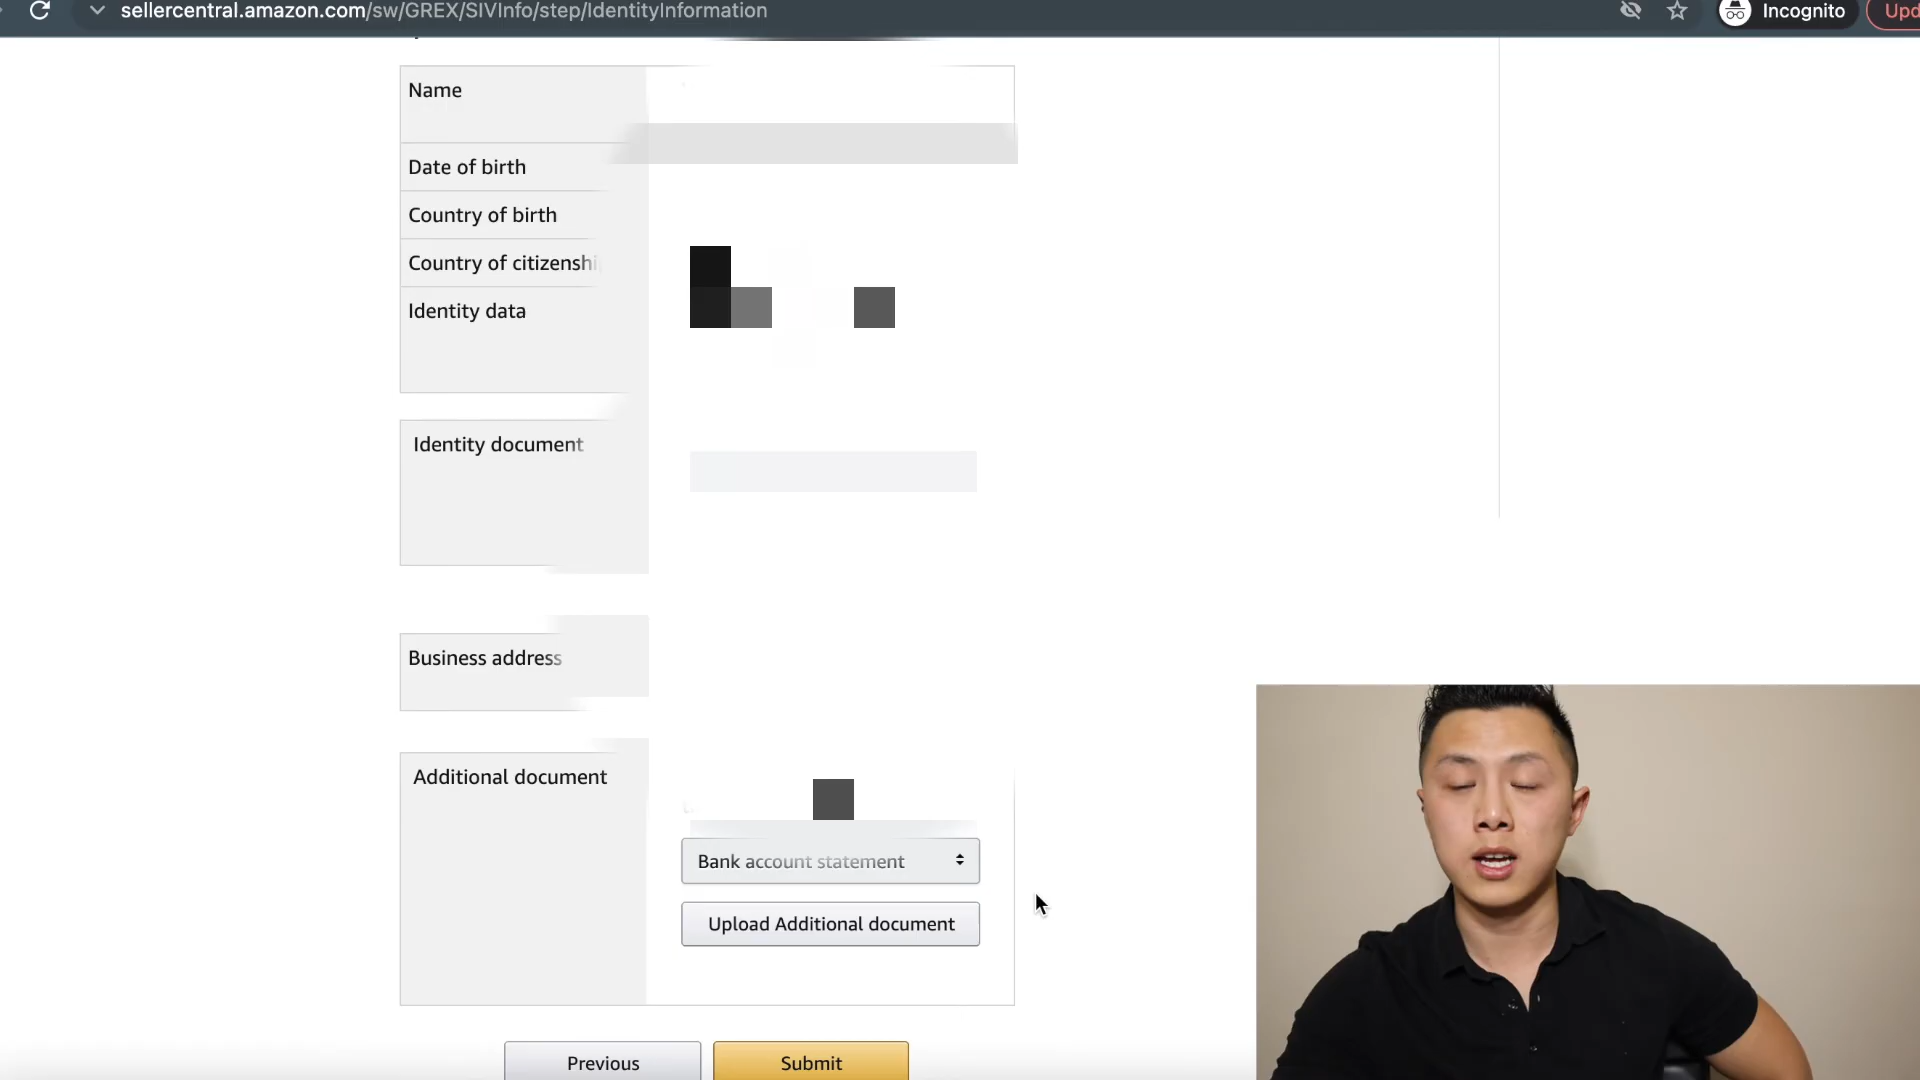 sellercentral.amazon.com/sw/GREX/SIVInfo/step/IdentityInformation
Incognito
Upd
Name
Date of birth
Country of birth
Country of citizenshi
Identity data
Identity document
Business address
Additional document
Bank account statement
Upload Additional document
Previous
Submit